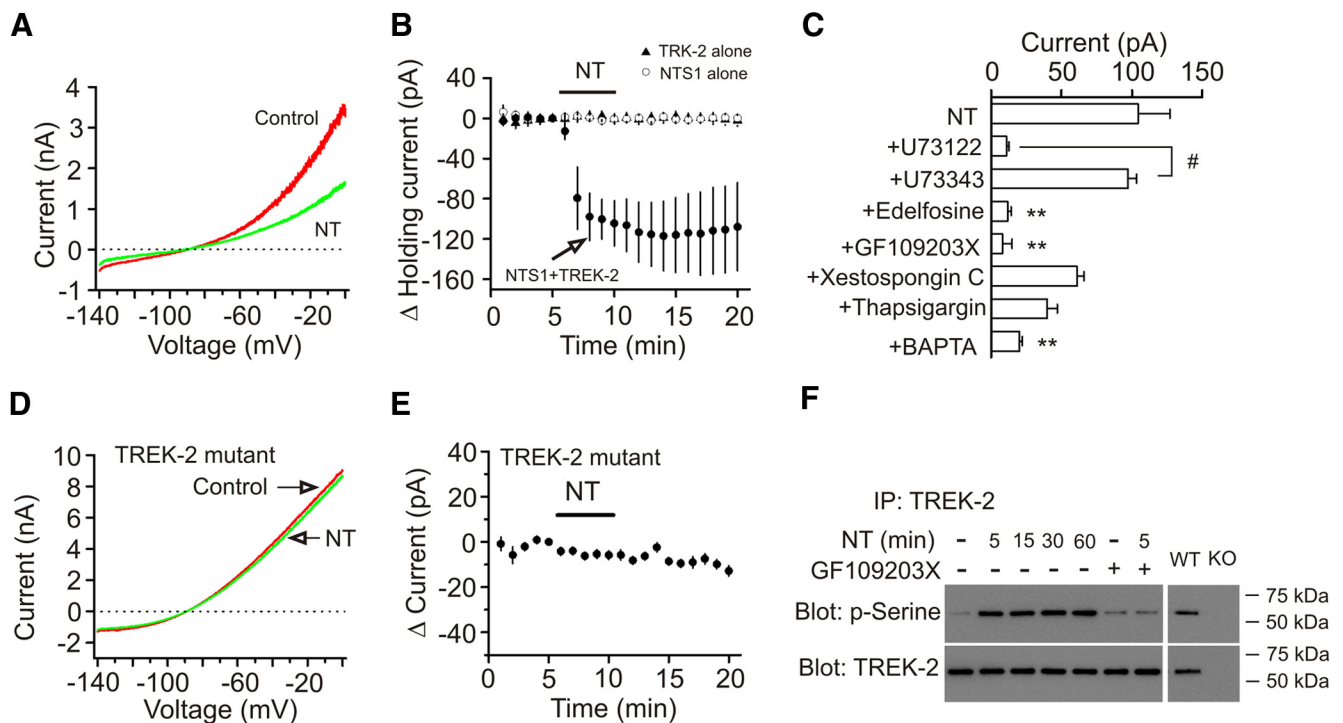 A
Current (nA)
4
3
2
1
0
-1
Control
NT
-140
-100
-60
-20
Voltage (mV)
B
▲ TRK-2 alone
○ NTS1 alone
Δ Holding current (pA)
40
0
-40
-80
-120
-160
NT
NTS1+TREK-2
0
5
10
15
20
Time (min)
C
Current (pA)
0
50
100
150
NT
+U73122
+U73343
#
+Edelfosine
**
+GF109203X
**
+Xestospongin C
+Thapsigargin
+BAPTA
**
D
Current (nA)
10
8
6
4
2
0
-2
TREK-2 mutant
Control
NT
-140
-100
-60
-20
Voltage (mV)
E
Δ Current (pA)
40
20
0
-20
-40
TREK-2 mutant
NT
0
5
10
15
20
Time (min)
F
IP: TREK-2
NT (min) – 5 15 30 60 – 5
GF109203X – – – – – + +
WT KO
Blot: p-Serine
– 75 kDa
– 50 kDa
Blot: TREK-2
– 75 kDa
– 50 kDa